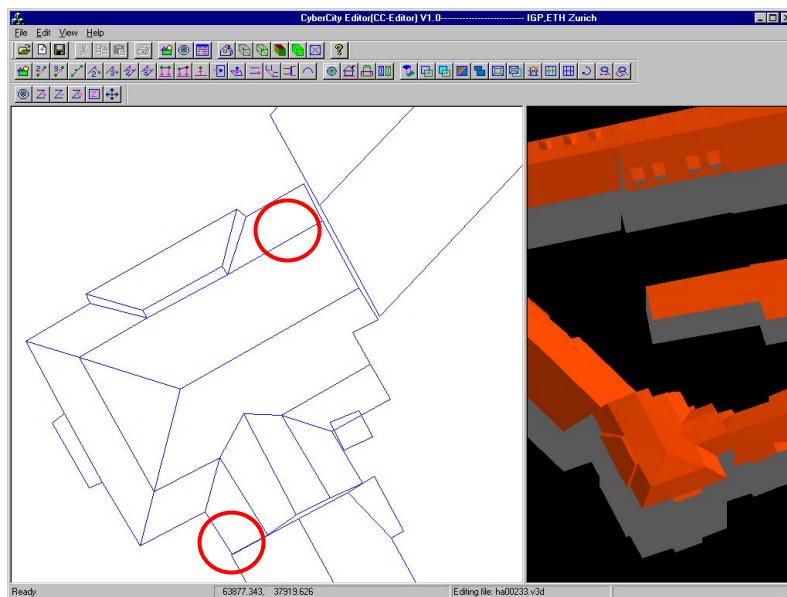 CyberCity Editor(CC-Editor) V1.0-------------------------- IGP,ETH Zurich
File Edit View Help
Ready 63877.343, 37919.626 Editing file: ha00233.v3d